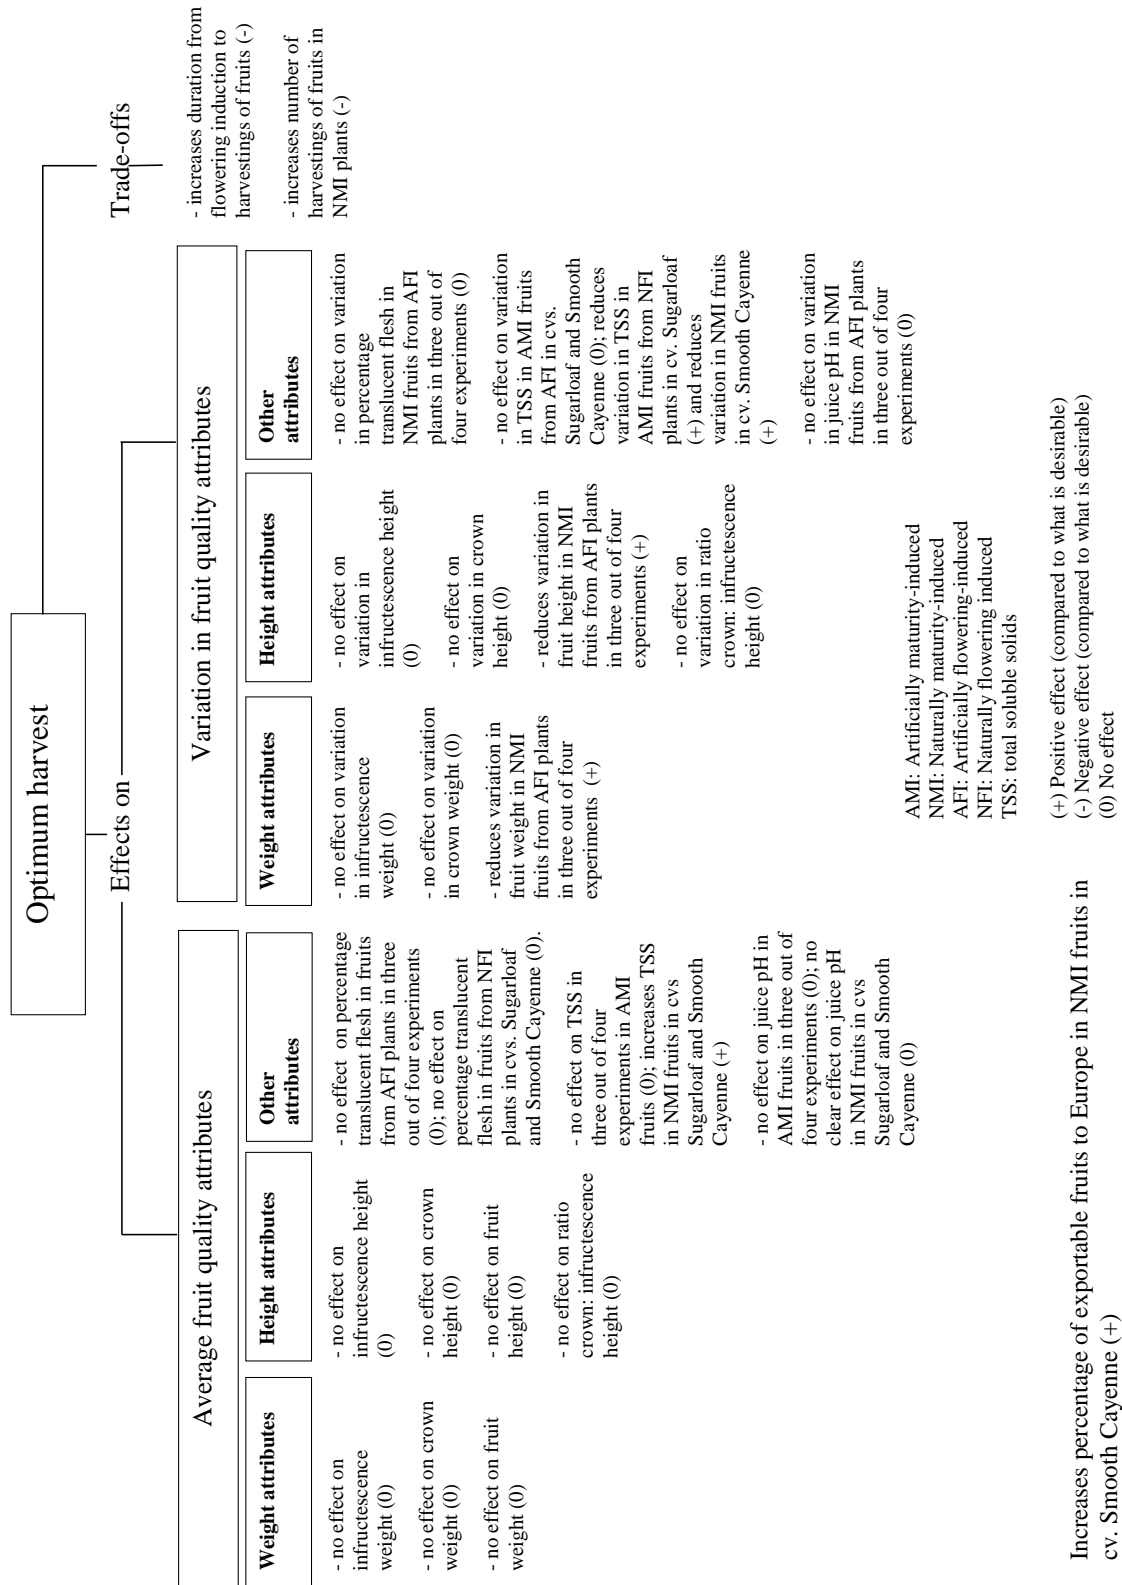 Optimum harvest
Effects on
Trade-offs
Average fruit quality attributes
Weight attributes
- no effect on
infructescence
weight (0)
- no effect on crown
weight (0)
- no effect on fruit
weight (0)
Height attributes
- no effect on
infructescence height
(0)
- no effect on crown
height (0)
- no effect on fruit
height (0)
- no effect on ratio
crown: infructescence
height (0)
Other
attributes
- no effect on percentage
translucent flesh in fruits
from AFI plants in three
out of four experiments
(0); no effect on
percentage translucent
flesh in fruits from NFI
plants in cvs. Sugarloaf
and Smooth Cayenne (0).
- no effect on TSS in
three out of four
experiments in AMI
fruits (0); increases TSS
in NMI fruits in cvs
Sugarloaf and Smooth
Cayenne (+)
- no effect on juice pH in
AMI fruits in three out of
four experiments (0); no
clear effect on juice pH
in NMI fruits in cvs
Sugarloaf and Smooth
Cayenne (0)
Variation in fruit quality attributes
Weight attributes
- no effect on variation
in infructescence
weight (0)
- no effect on variation
in crown weight (0)
- reduces variation in
fruit weight in NMI
fruits from AFI plants
in three out of four
experiments (+)
Height attributes
- no effect on
variation in
infructescence height
(0)
- no effect on
variation in crown
height (0)
- reduces variation in
fruit height in NMI
fruits from AFI plants
in three out of four
experiments (+)
- no effect on
variation in ratio
crown: infructescence
height (0)
Other
attributes
- no effect on variation
in percentage
translucent flesh in
NMI fruits from AFI
plants in three out of
four experiments (0)
- no effect on variation
in TSS in AMI fruits
from AFI in cvs.
Sugarloaf and Smooth
Cayenne (0); reduces
variation in TSS in
AMI fruits from NFI
plants in cv. Sugarloaf
(+) and reduces
variation in NMI fruits
in cv. Smooth Cayenne
(+)
- no effect on variation
in juice pH in NMI
fruits from AFI plants
in three out of four
experiments (0)
- increases duration from
flowering induction to
harvestings of fruits (-)
- increases number of
harvestings of fruits in
NMI plants (-)
AMI: Artificially maturity-induced
NMI: Naturally maturity-induced
AFI: Artificially flowering-induced
NFI: Naturally flowering induced
TSS: total soluble solids
Increases percentage of exportable fruits to Europe in NMI fruits in
cv. Smooth Cayenne (+)
(+) Positive effect (compared to what is desirable)
(-) Negative effect (compared to what is desirable)
(0) No effect